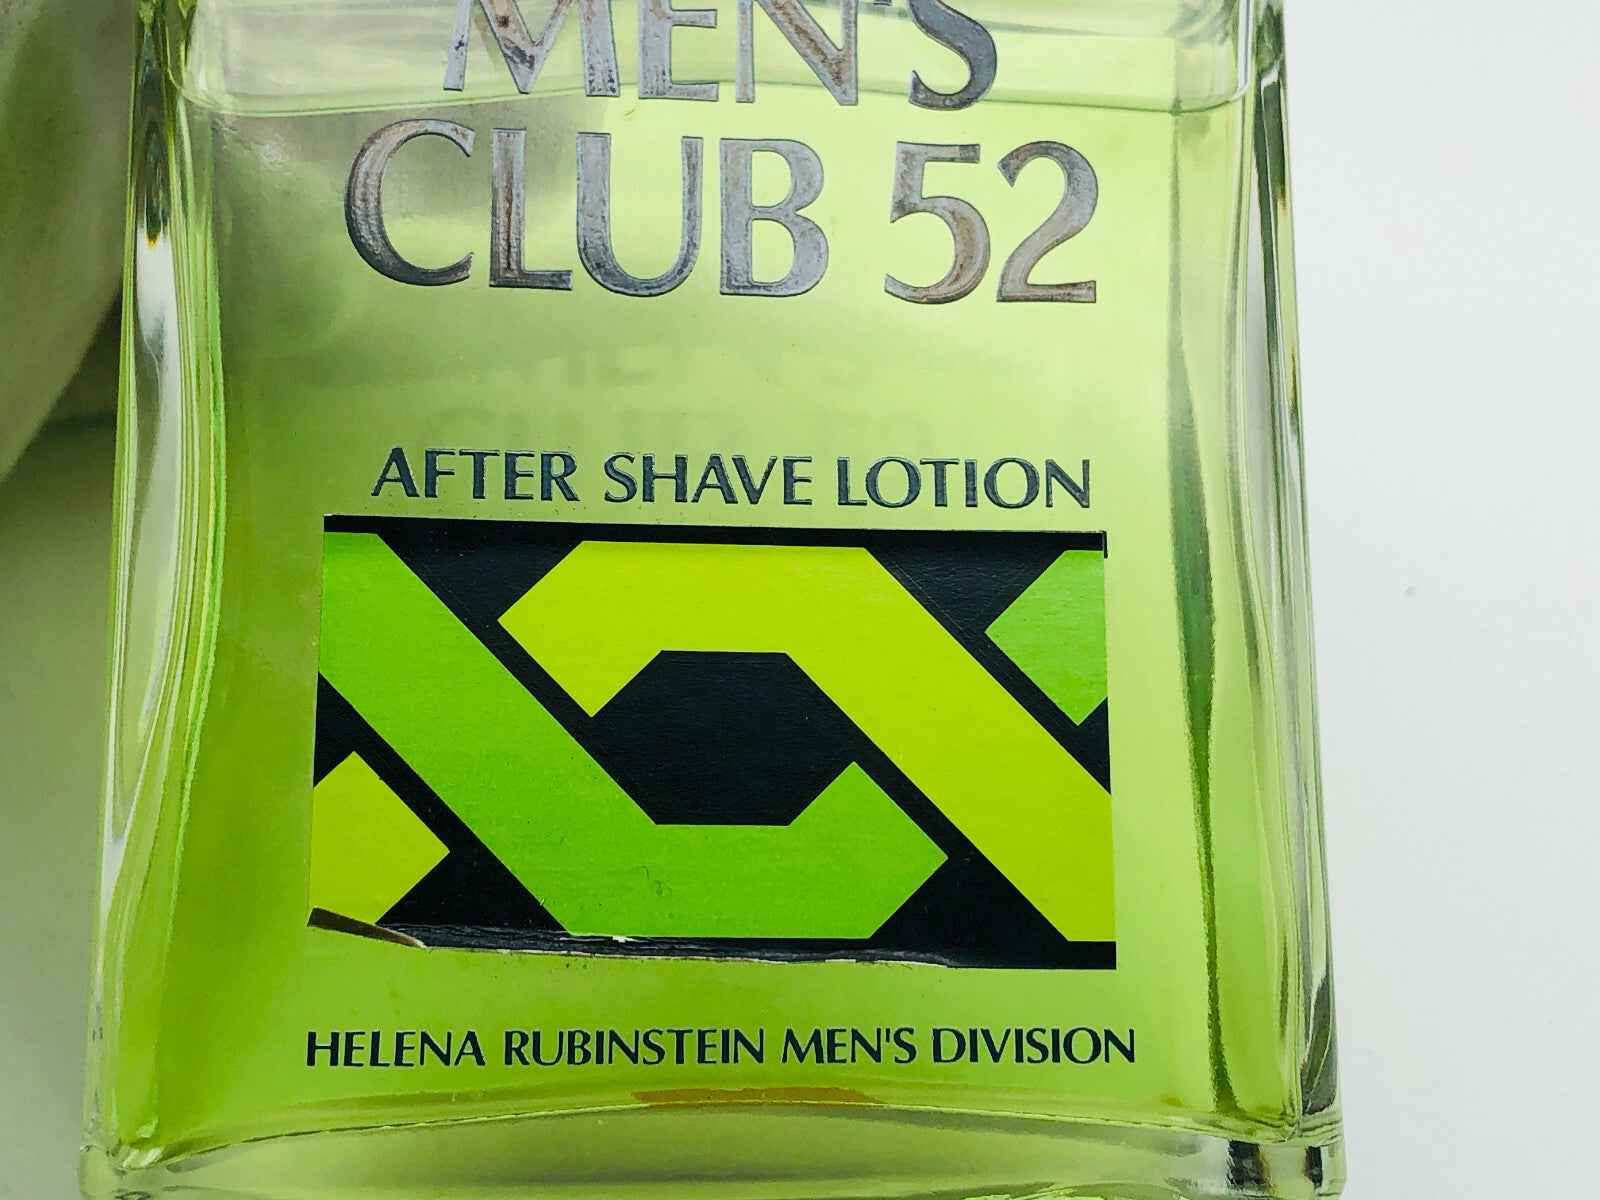 MEN'S
CLUB 52
AFTER SHAVE LOTION
HELENA RUBINSTEIN MEN'S DIVISION